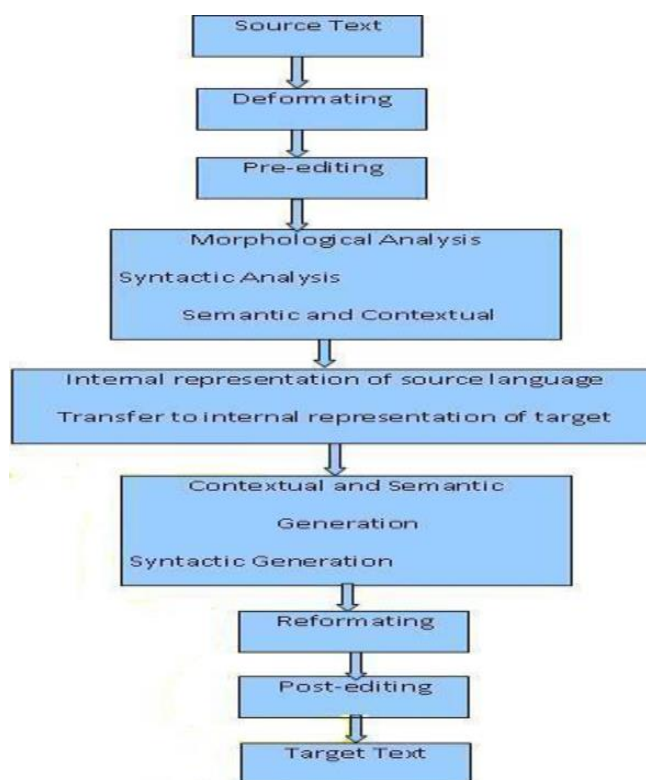 Source Text
Deformating
Pre-editing
Morphological Analysis
Syntactic Analysis
Semantic and Contextual
Internal representation of source language
Transfer to internal representation of target
Contextual and Semantic
Generation
Syntactic Generation
Reformating
Post-editing
Target Text